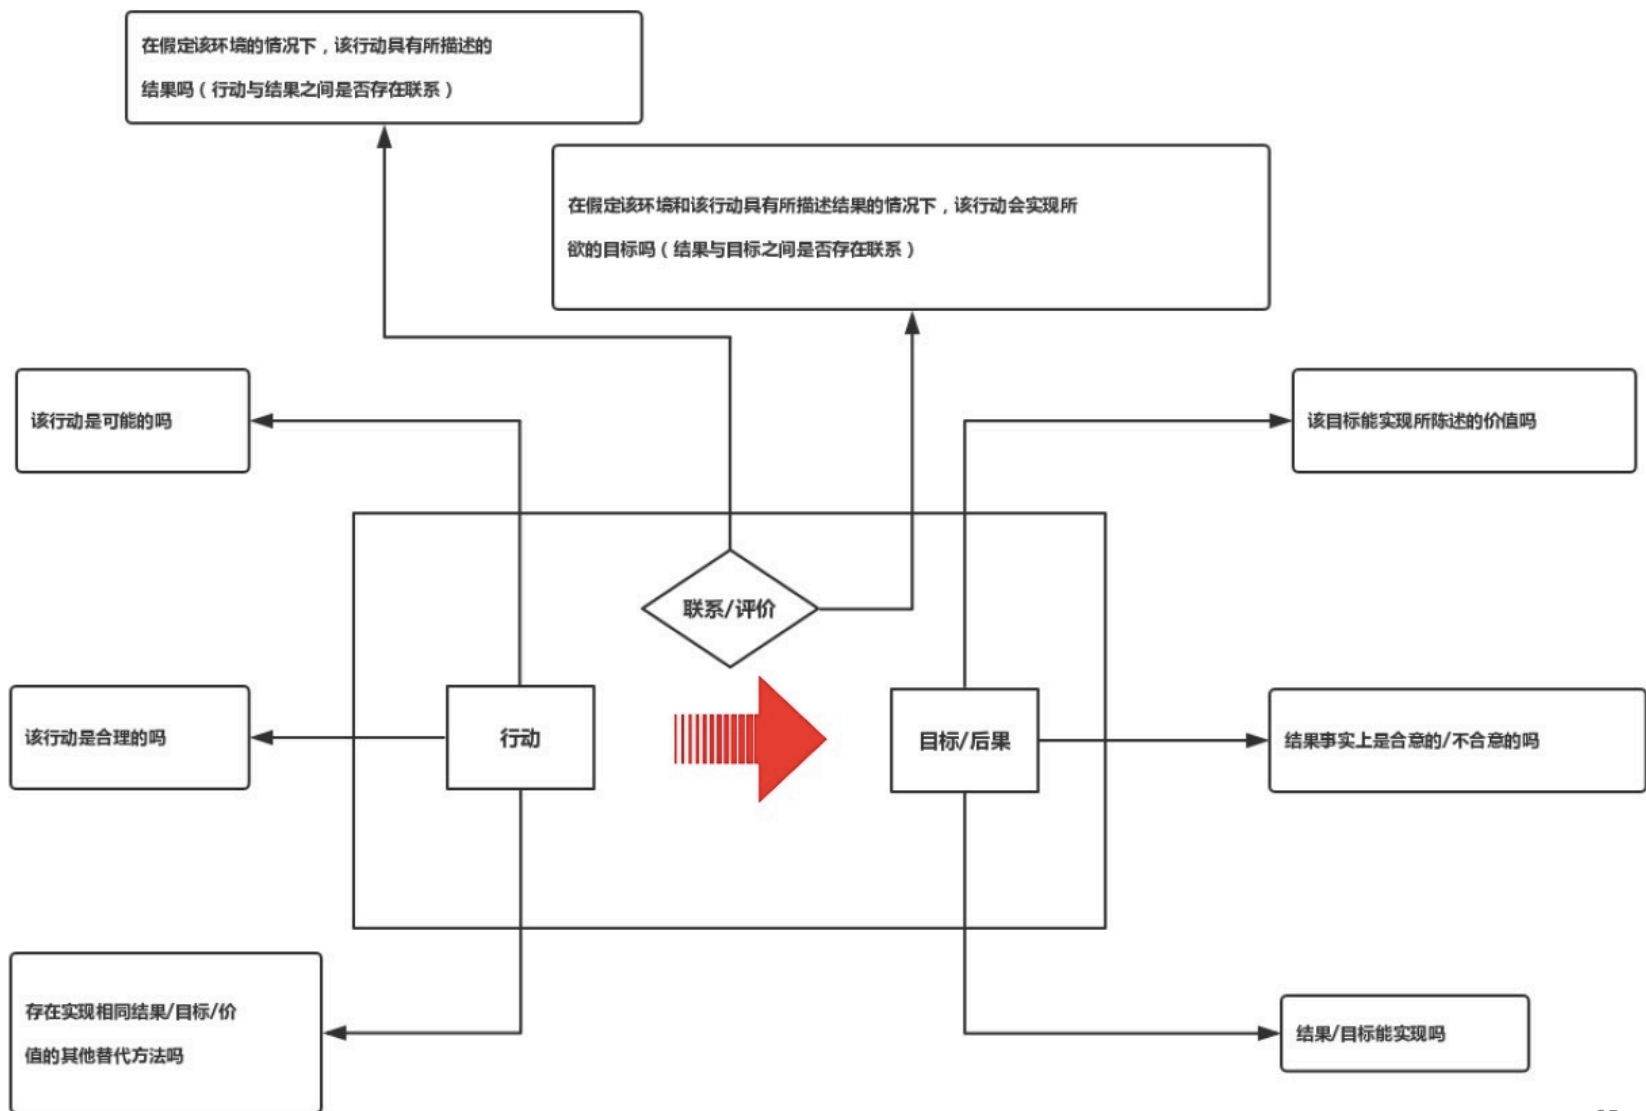 在假定该环境的情况下，该行动具有所描述的
结果吗（行动与结果之间是否存在联系）
在假定该环境和该行动具有所描述结果的情况下，该行动会实现所
欲的目标吗（结果与目标之间是否存在联系）
该行动是可能的吗
该目标能实现所陈述的价值吗
联系/评价
该行动是合理的吗
行动
目标/后果
结果事实上是合意的/不合意的吗
存在实现相同结果/目标/价
值的其他替代方法吗
结果/目标能实现吗